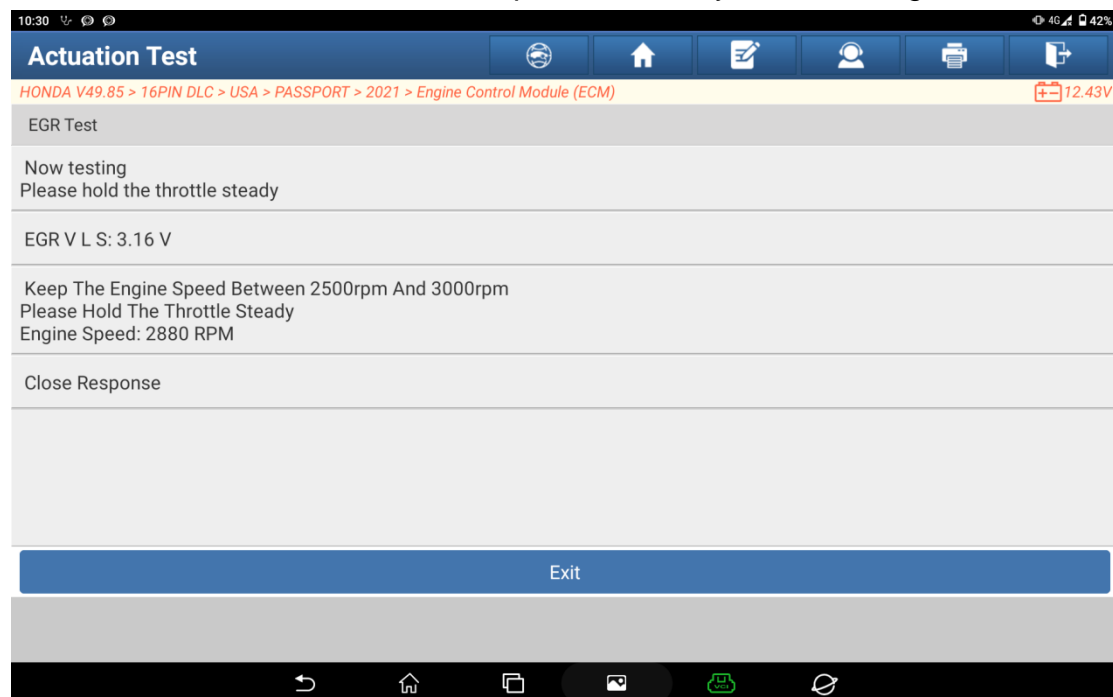 10:30 4G 42%
Actuation Test
HONDA V49.85 > 16PIN DLC > USA > PASSPORT > 2021 > Engine Control Module (ECM) 12.43V
EGR Test
Now testing
Please hold the throttle steady
EGR V L S: 3.16 V
Keep The Engine Speed Between 2500rpm And 3000rpm
Please Hold The Throttle Steady
Engine Speed: 2880 RPM
Close Response
Exit
VCI